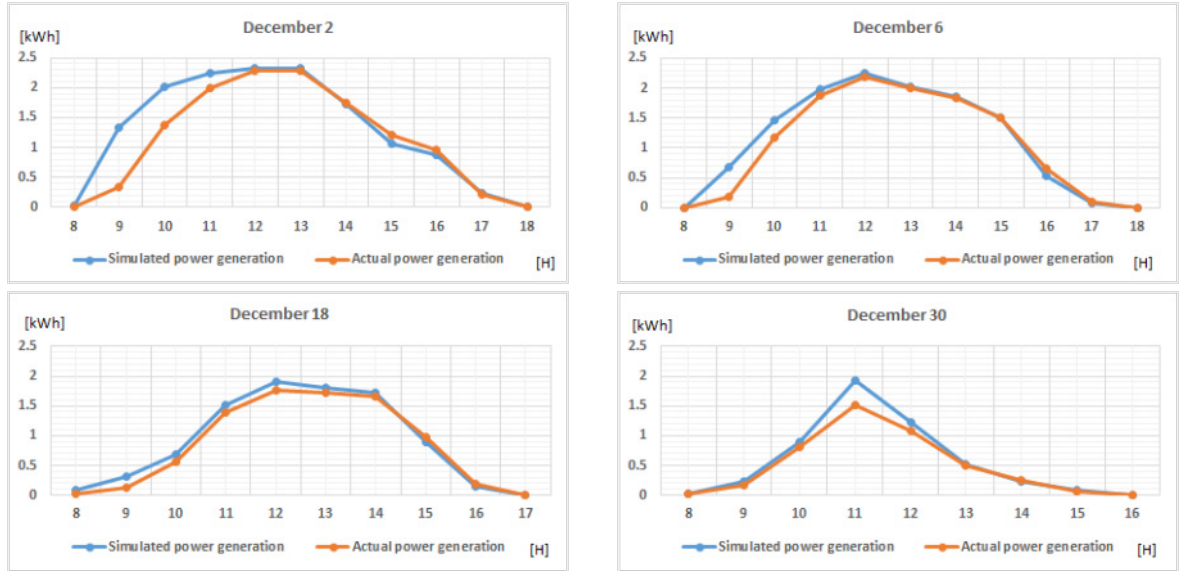 December 2
[kWh]
2.5
2
1.5
1
0.5
0
8 9 10 11 12 13 14 15 16 17 18
Simulated power generation Actual power generation [H]
December 6
[kWh]
2.5
2
1.5
1
0.5
0
8 9 10 11 12 13 14 15 16 17 18
Simulated power generation Actual power generation [H]
December 18
[kWh]
2.5
2
1.5
1
0.5
0
8 9 10 11 12 13 14 15 16 17
Simulated power generation Actual power generation [H]
December 30
[kWh]
2.5
2
1.5
1
0.5
0
8 9 10 11 12 13 14 15 16
Simulated power generation Actual power generation [H]